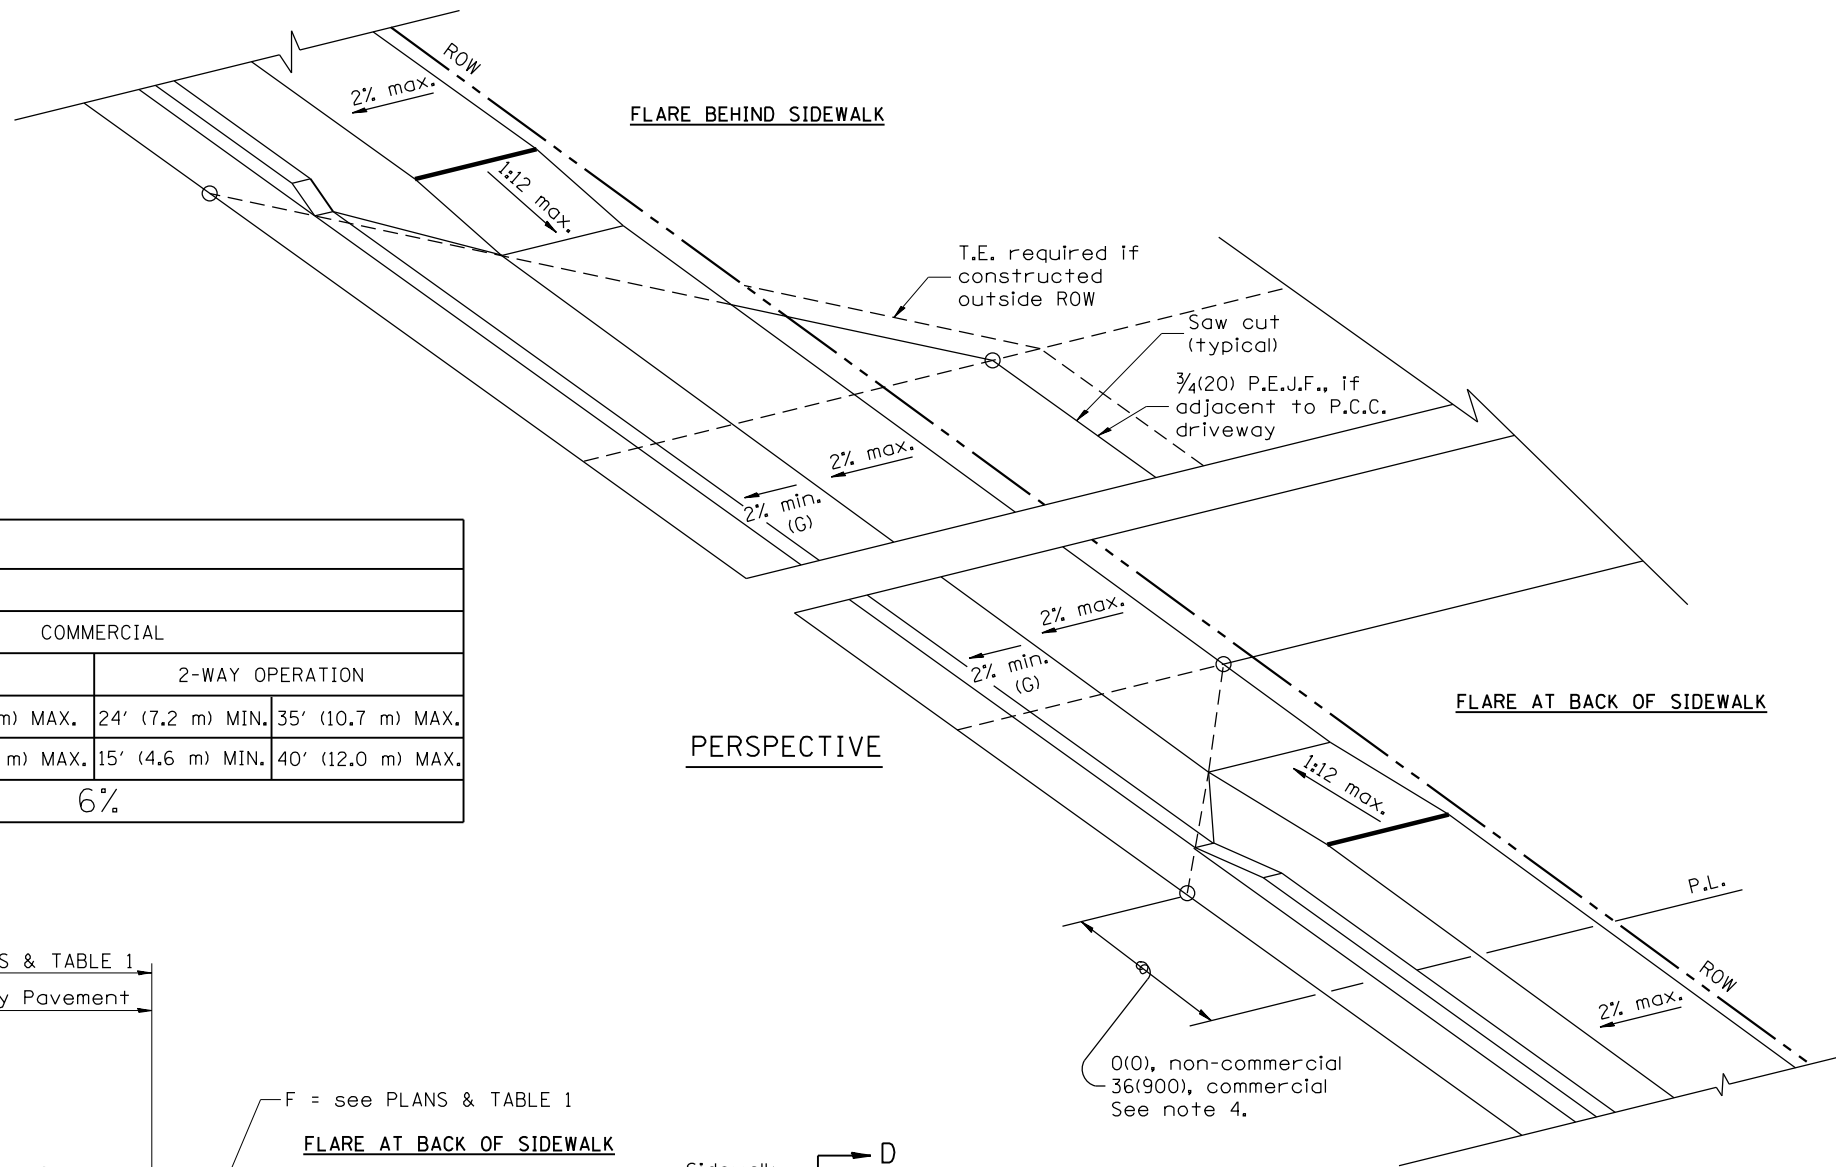 ROW
2% max.
FLARE BEHIND SIDEWALK
1:12 max.
T.E. required if
constructed
outside ROW
Saw cut
(typical)
3/4(20) P.E.J.F., if
adjacent to P.C.C.
driveway
2% max.
2% min.
(G)
COMMERCIAL
2-WAY OPERATION
m) MAX. 24' (7.2 m) MIN. 35' (10.7 m) MAX.
m) MAX. 15' (4.6 m) MIN. 40' (12.0 m) MAX.
6%
2% max.
2% min.
(G)
FLARE AT BACK OF SIDEWALK
PERSPECTIVE
1:12 max.
P.L.
ROW
2% max.
& TABLE 1
y Pavement
0(0), non-commercial
36(900), commercial
See note 4.
F = see PLANS & TABLE 1
FLARE AT BACK OF SIDEWALK
D